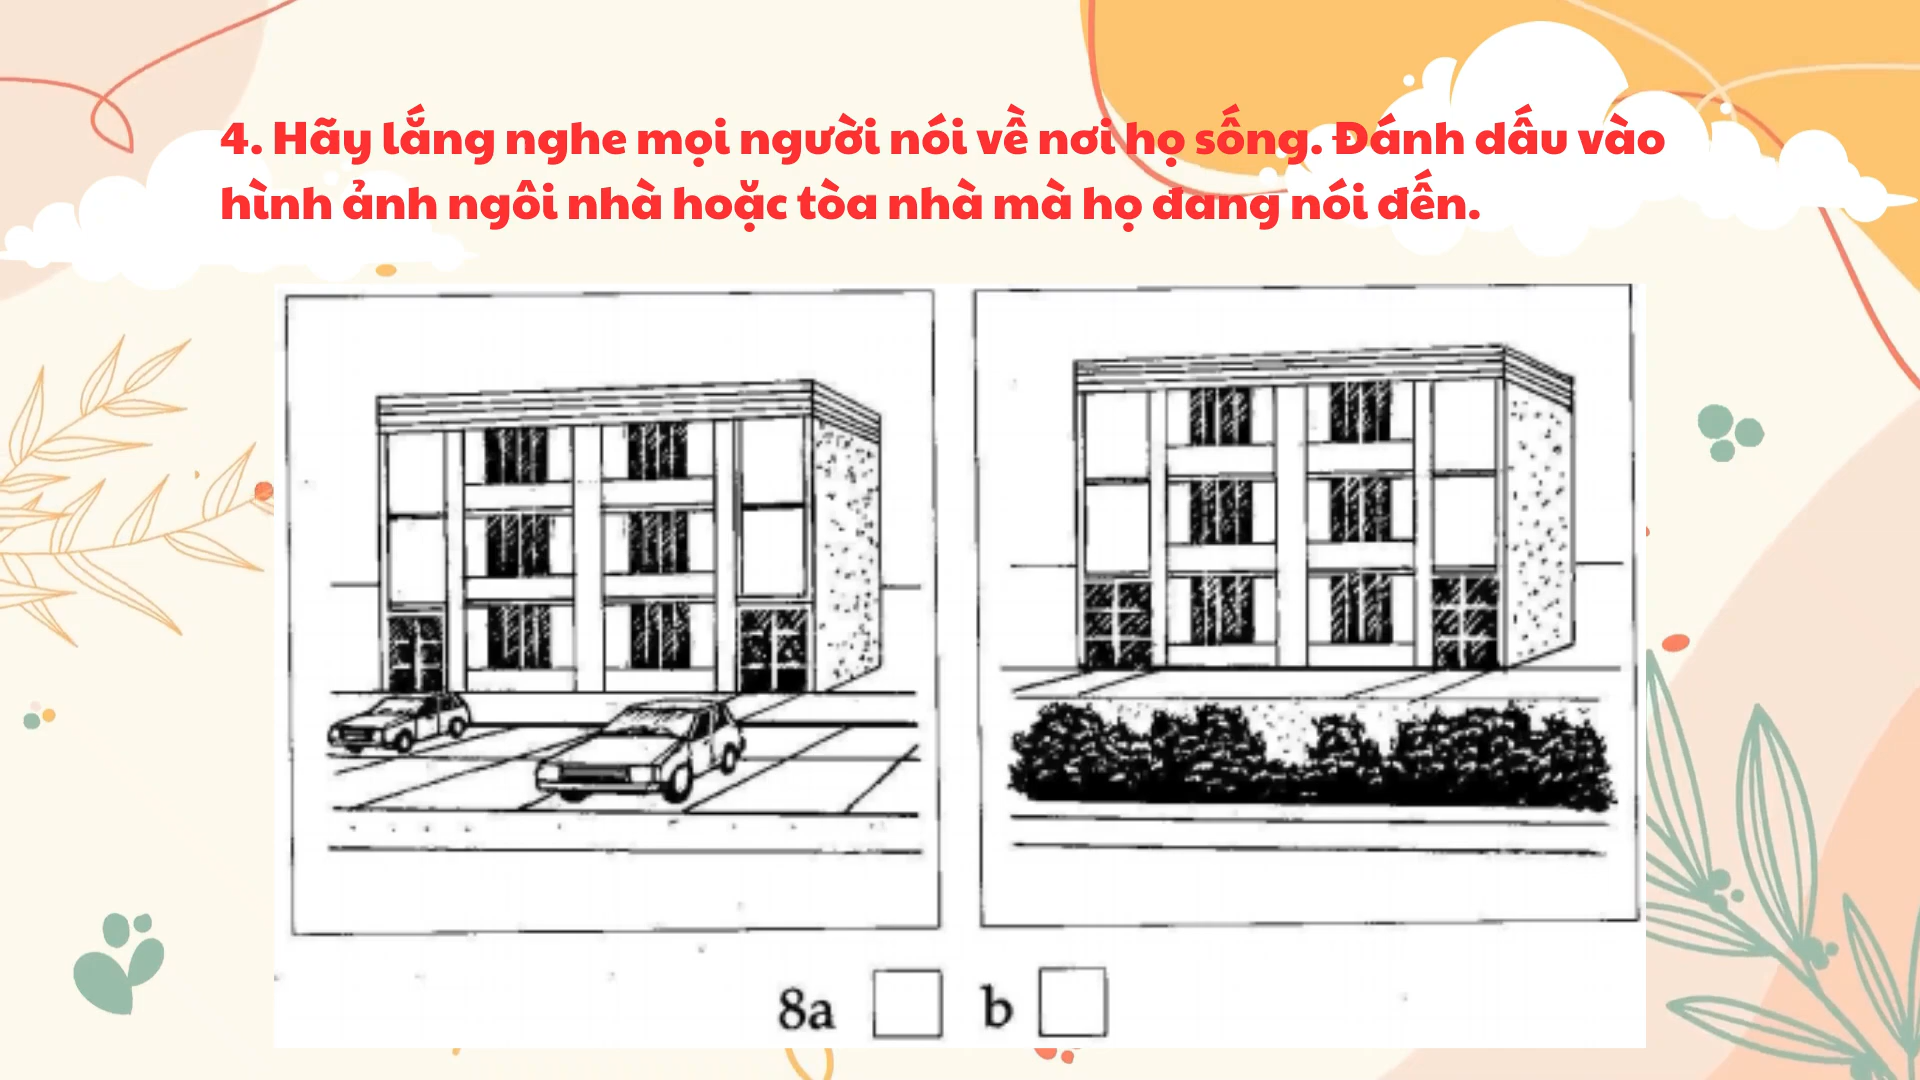 4. Hãy lắng nghe mọi người nói về nơi họ sống. Đánh dấu vào
hình ảnh ngôi nhà hoặc tòa nhà mà họ đang nói đến.
8a b